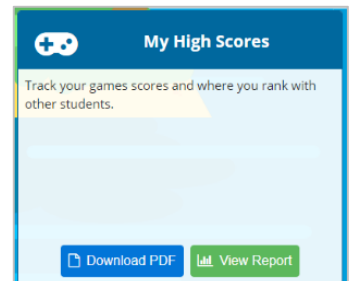 My High Scores
Track your games scores and where you rank with
other students.
Download PDF
View Report